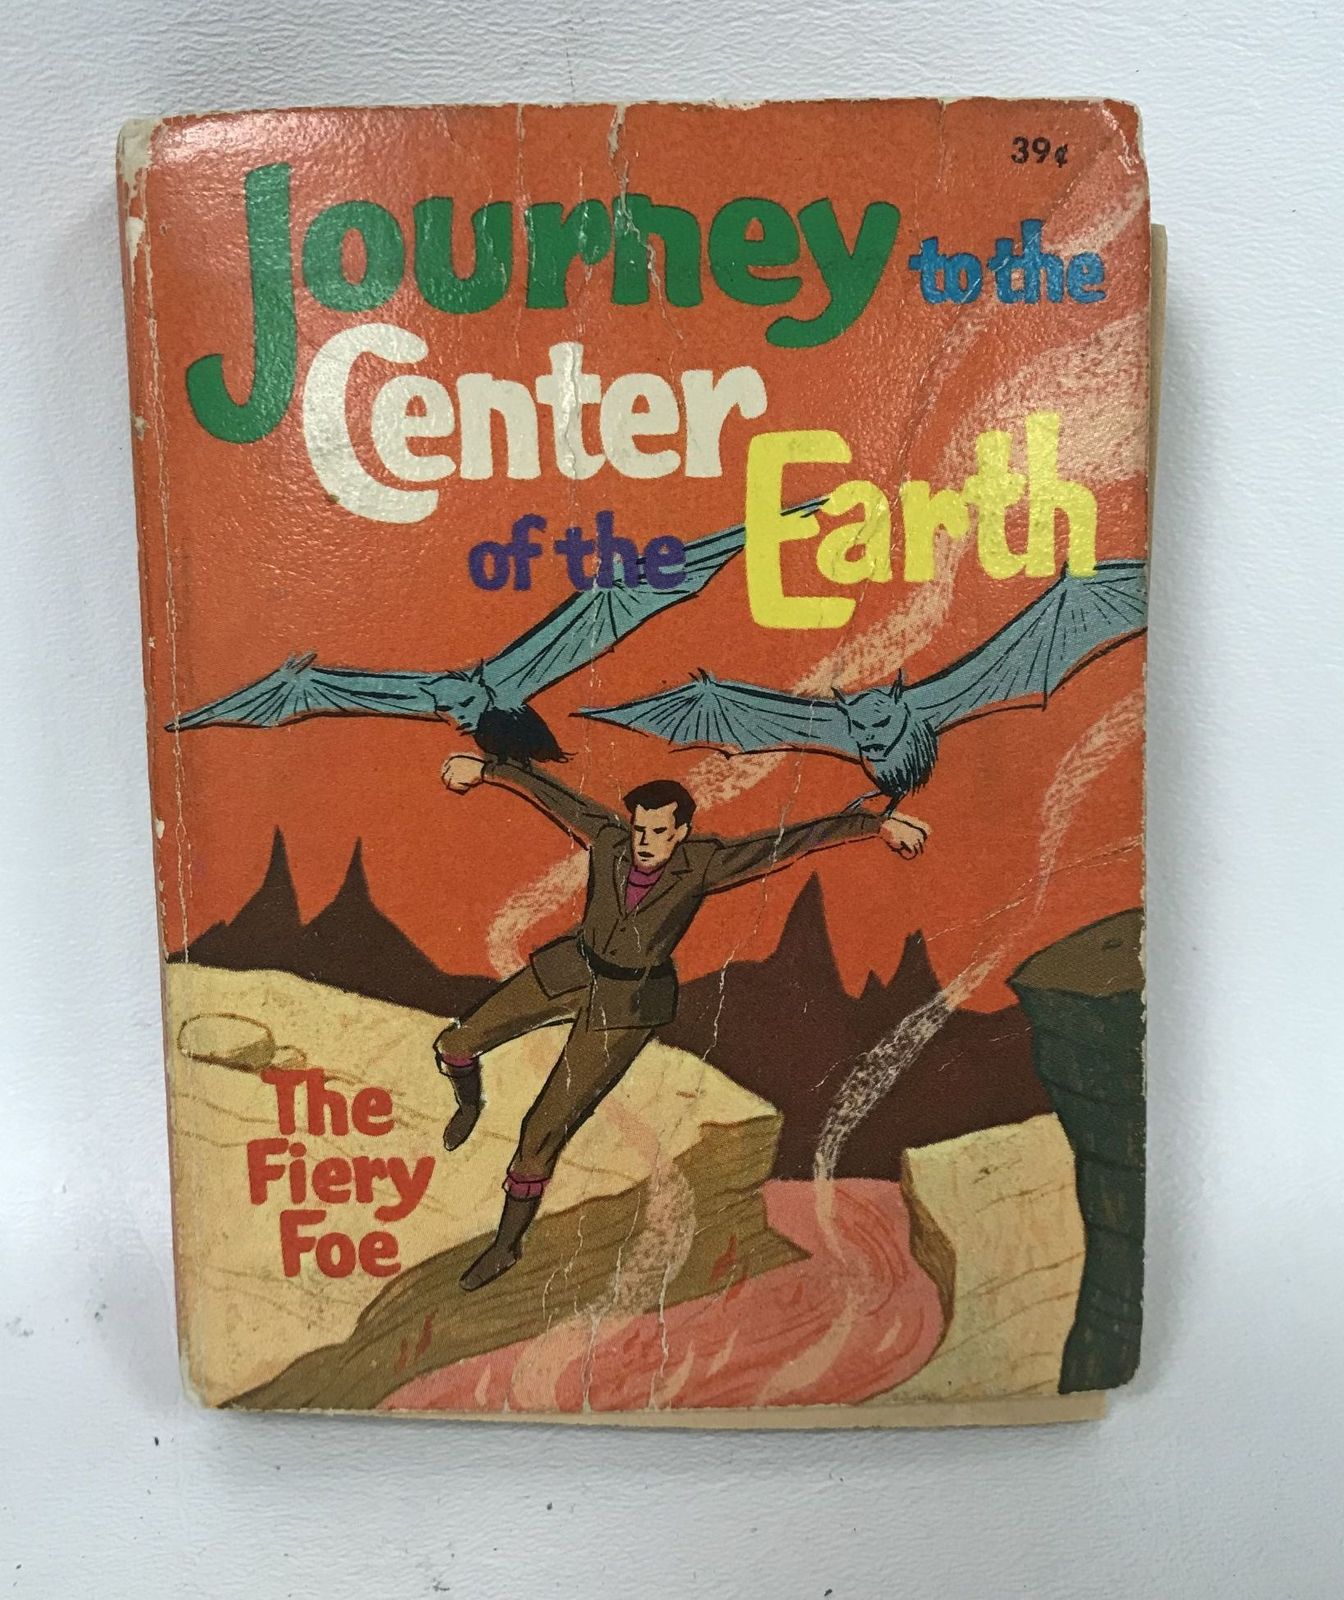 39¢
Journey to the
Center
of the Earth
The
Fiery
Foe